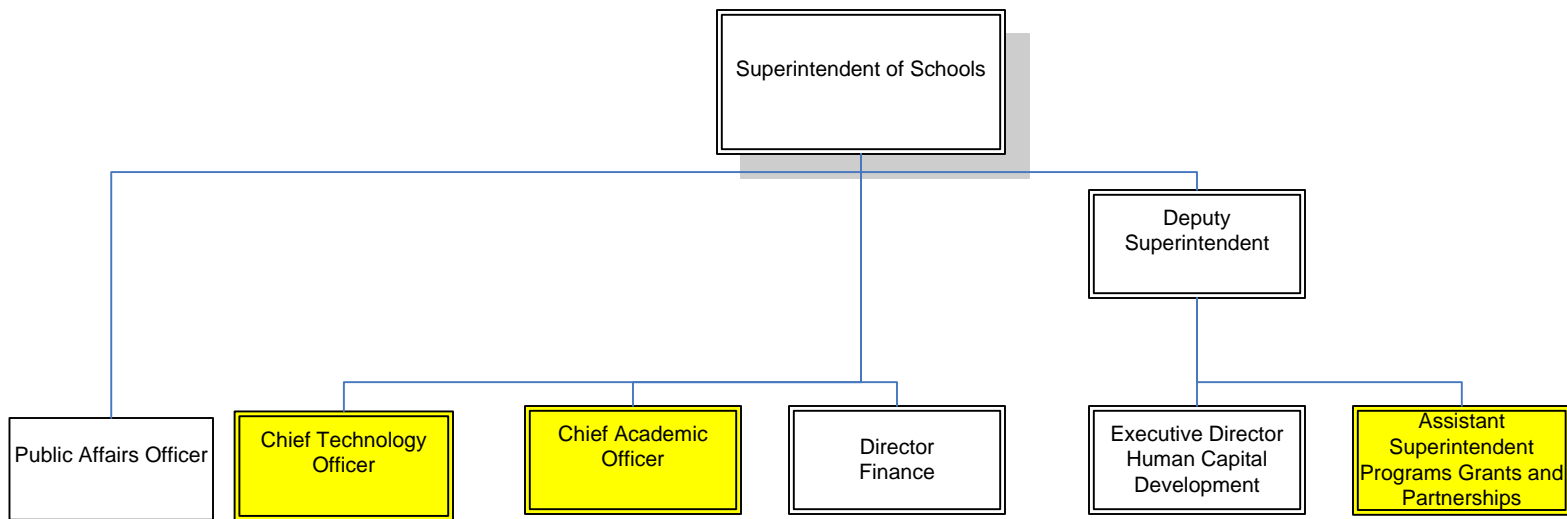 Superintendent of Schools
Deputy
Superintendent
Public Affairs Officer
Chief Technology
Officer
Chief Academic
Officer
Director
Finance
Executive Director
Human Capital
Development
Assistant
Superintendent
Programs Grants and
Partnerships